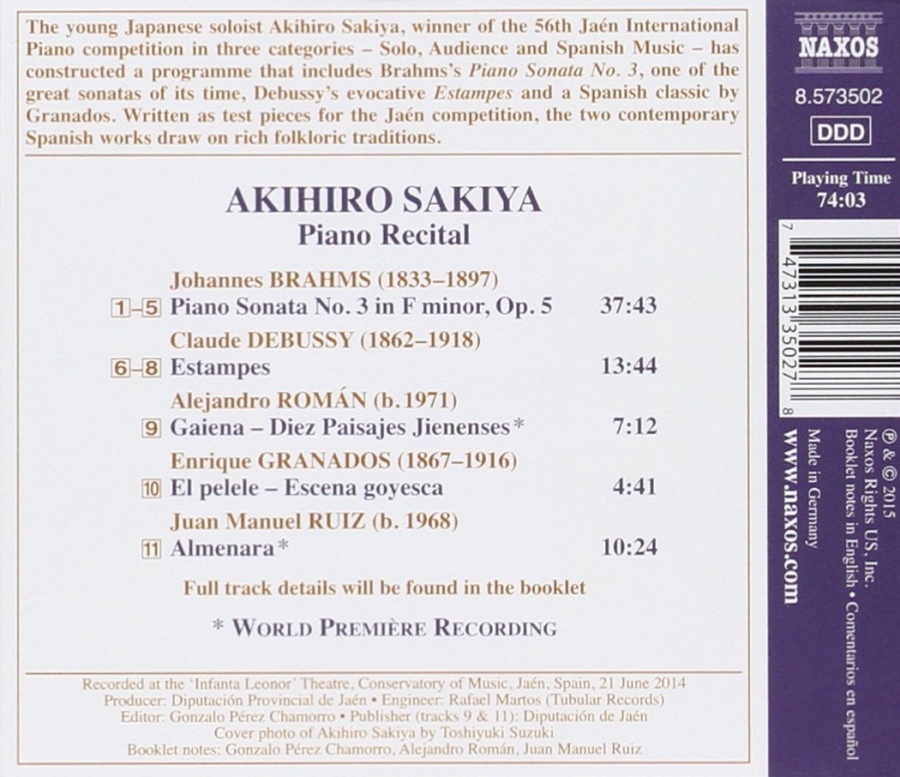 The young Japanese soloist Akihiro Sakiya, winner of the 56th Jaén International
Piano competition in three categories – Solo, Audience and Spanish Music – has
constructed a programme that includes Brahms's Piano Sonata No. 3, one of the
great sonatas of its time, Debussy's evocative Estampes and a Spanish classic by
Granados. Written as test pieces for the Jaén competition, the two contemporary
Spanish works draw on rich folkloric traditions.
AKIHIRO SAKIYA
Piano Recital
Johannes BRAHMS (1833–1897)
1–5 Piano Sonata No. 3 in F minor, Op. 5 37:43
Claude DEBUSSY (1862–1918)
6–8 Estampes 13:44
Alejandro ROMÁN (b.1971)
9 Gaiena – Diez Paisajes Jienenses* 7:12
Enrique GRANADOS (1867–1916)
10 El pelele – Escena goyesca 4:41
Juan Manuel RUIZ (b. 1968)
11 Almenara* 10:24
Full track details will be found in the booklet
* WORLD PREMIÈRE RECORDING
Recorded at the 'Infanta Leonor' Theatre, Conservatory of Music, Jaén, Spain, 21 June 2014
Producer: Diputación Provincial de Jaén • Engineer: Rafael Martos (Tubular Records)
Editor: Gonzalo Pérez Chamorro • Publisher (tracks 9 & 11): Diputación de Jaén
Cover photo of Akihiro Sakiya by Toshiyuki Suzuki
Booklet notes: Gonzalo Pérez Chamorro, Alejandro Román, Juan Manuel Ruiz
NAXOS
8.573502
DDD
Playing Time
74:03
7 47313 35027 8
℗ & © 2015
Naxos Rights US, Inc.
Booklet notes in English • Comentarios en español
Made in Germany
www.naxos.com